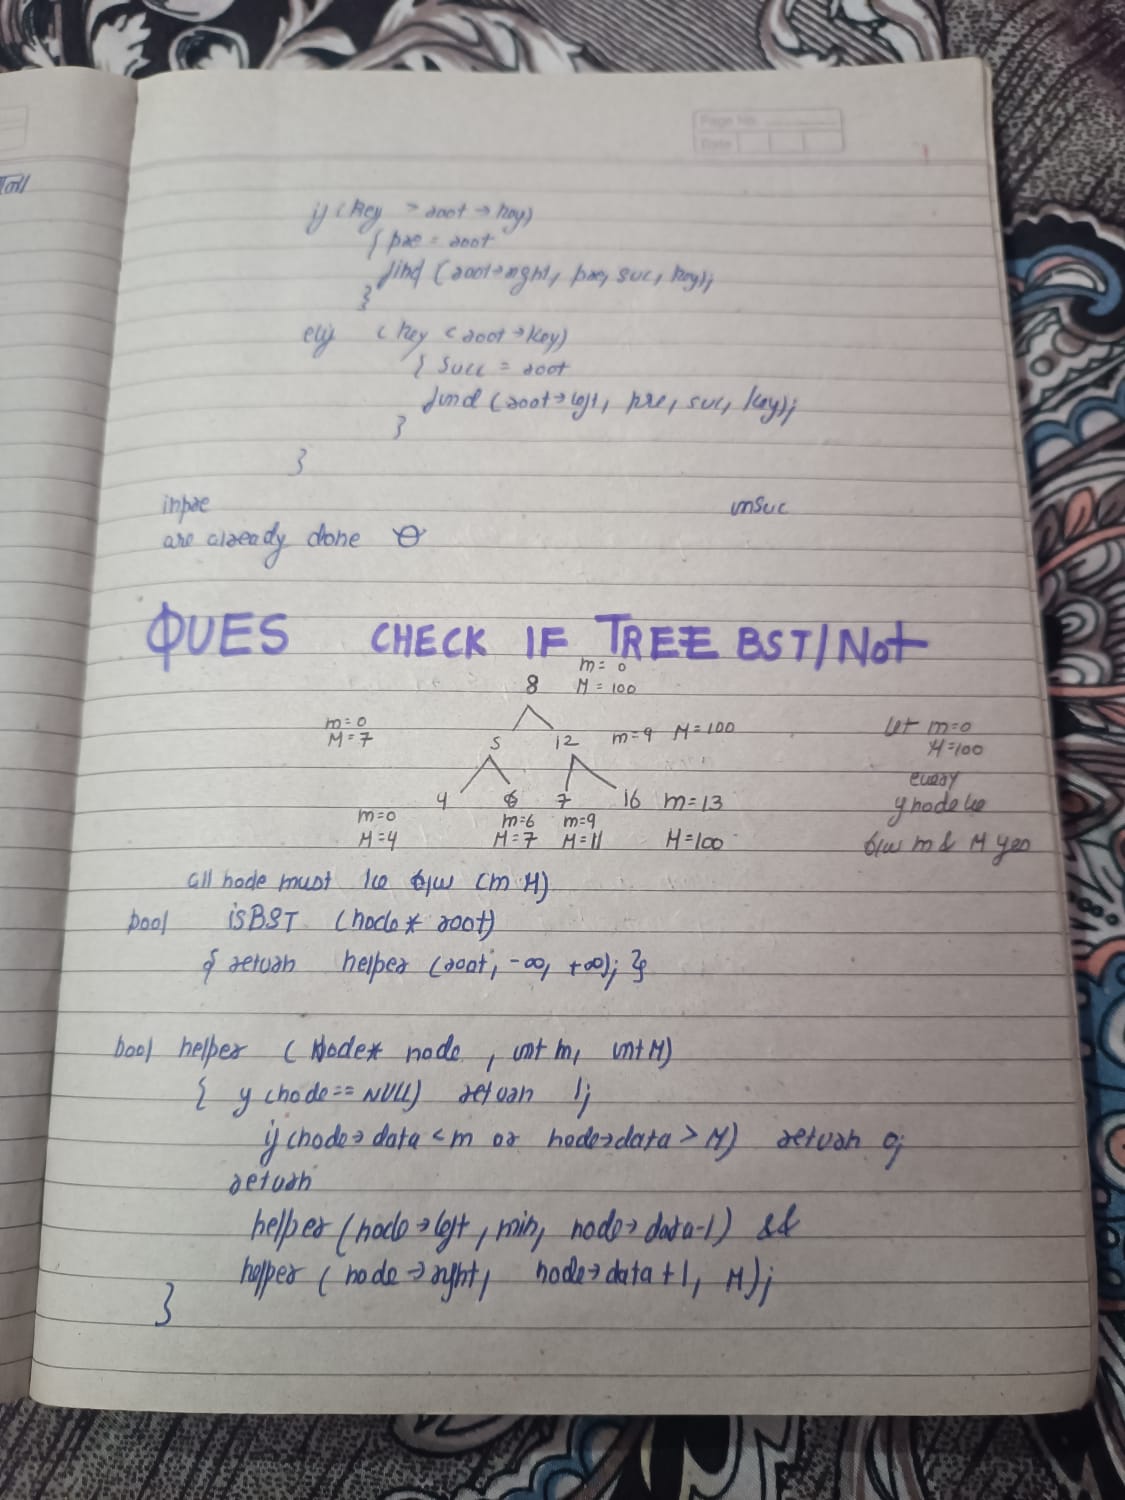 Page No.
Date
if (key > root → key)
{ pre = root
find (root→right, pre, suc, key);
}
elif (key < root → key)
{ succ = root
find (root→left, pre, suc, key);
}
}
inpre insuc
are already done
QUES CHECK IF TREE BST/Not
m = 0
8 M = 100
m=0 let m=0
M=7 5 12 m=9 M=100 M=100
every
4 6 7 16 m=13 if node lie
m=0 m=6 m=9
M=4 M=7 M=11 M=100 b/w m & M yes
all node must lie b/w (m M)
bool isBST (node* root)
{ return helper (root, -∞, +∞); }
bool helper ( Node* node , int m, int M)
{ if (node == NULL) return 1;
if (node→data < m or node→data > M) return 0;
return
helper (node→left, min, node→data-1) &&
helper ( node →right, node→data+1, M);
}